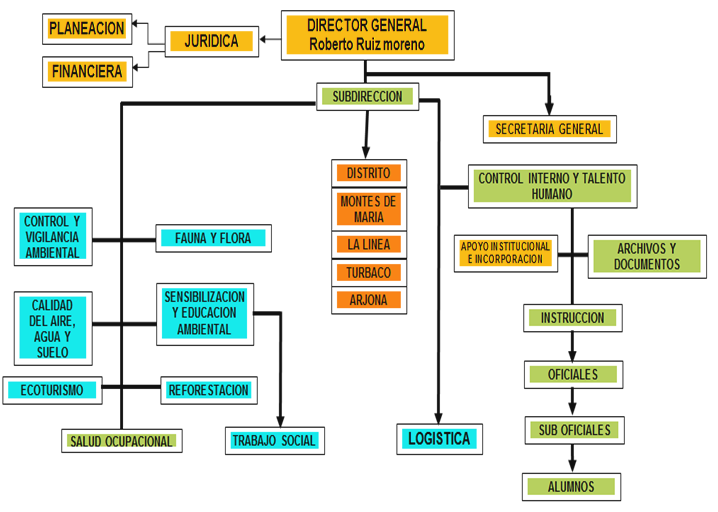 PLANEACION
DIRECTOR GENERAL
Roberto Ruiz moreno
JURIDICA
FINANCIERA
SUBDIRECCION
SECRETARIA GENERAL
DISTRITO
CONTROL INTERNO Y TALENTO
HUMANO
MONTES DE
MARIA
CONTROL Y
VIGILANCIA
AMBIENTAL
FAUNA Y FLORA
LA LINEA
APOYO INSTITUCIONAL
E INCORPORACION
ARCHIVOS Y
DOCUMENTOS
TURBACO
ARJONA
CALIDAD
DEL AIRE,
AGUA Y
SUELO
SENSIBILIZACION
Y EDUCACION
AMBIENTAL
INSTRUCCION
OFICIALES
ECOTURISMO
REFORESTACION
SUB OFICIALES
SALUD OCUPACIONAL
TRABAJO SOCIAL
LOGISTICA
ALUMNOS